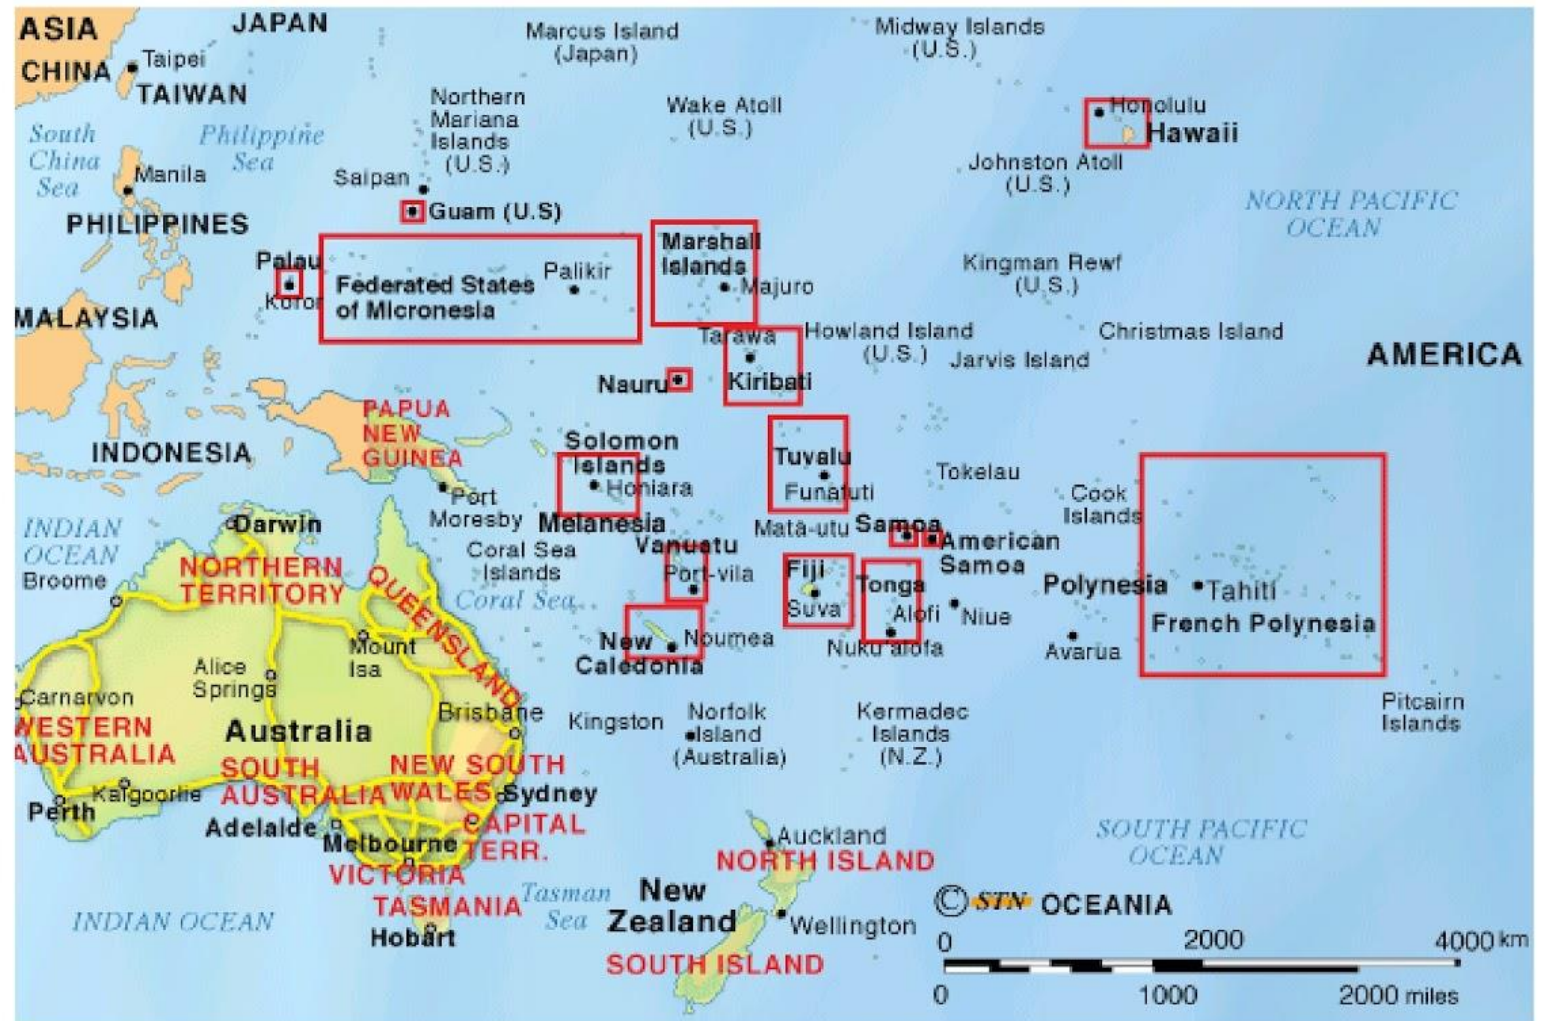 ASIA
JAPAN
Marcus Island
(Japan)
Midway Islands
(U.S.)
CHINA
Taipei
TAIWAN
Northern
Mariana
Islands
(U.S.)
Wake Atoll
(U.S.)
Honolulu
Hawaii
South
China
Sea
Philippine
Sea
Johnston Atoll
(U.S.)
Manila
Saipan
Guam (U.S)
NORTH PACIFIC
OCEAN
PHILIPPINES
Palau
Koror
Federated States
of Micronesia
Palikir
Marshall
Islands
Majuro
Kingman Rewf
(U.S.)
MALAYSIA
Tarawa
Kiribati
Howland Island
(U.S.)
Jarvis Island
Christmas Island
AMERICA
Nauru
PAPUA
NEW
GUINEA
INDONESIA
Solomon
Islands
Honiara
Melanesia
Tuvalu
Funafuti
Tokelau
Cook
Islands
Port
Moresby
INDIAN
OCEAN
Darwin
Matā-utu
Samoa
American
Samoa
Coral Sea
Islands
Vanuatu
Port-vila
Broome
NORTHERN
TERRITORY
QUEENSLAND
Coral Sea
Fiji
Suva
Tonga
Alofi
Niue
Nuku'alofa
Polynesia
Tahiti
French Polynesia
Avarua
New
Caledonia
Noumea
Mount
Isa
Alice
Springs
Carnarvon
WESTERN
AUSTRALIA
Australia
Brisbane
Kingston
Norfolk
Island
(Australia)
Kermadec
Islands
(N.Z.)
Pitcairn
Islands
SOUTH
AUSTRALIA
NEW SOUTH
WALES
Sydney
Kalgoorlie
Perth
Adelaide
Melbourne
CAPITAL
TERR.
VICTORIA
TASMANIA
Hobart
Tasman
Sea
INDIAN OCEAN
Auckland
NORTH ISLAND
New
Zealand
Wellington
SOUTH ISLAND
SOUTH PACIFIC
OCEAN
© STN OCEANIA
0 2000 4000 km
0 1000 2000 miles